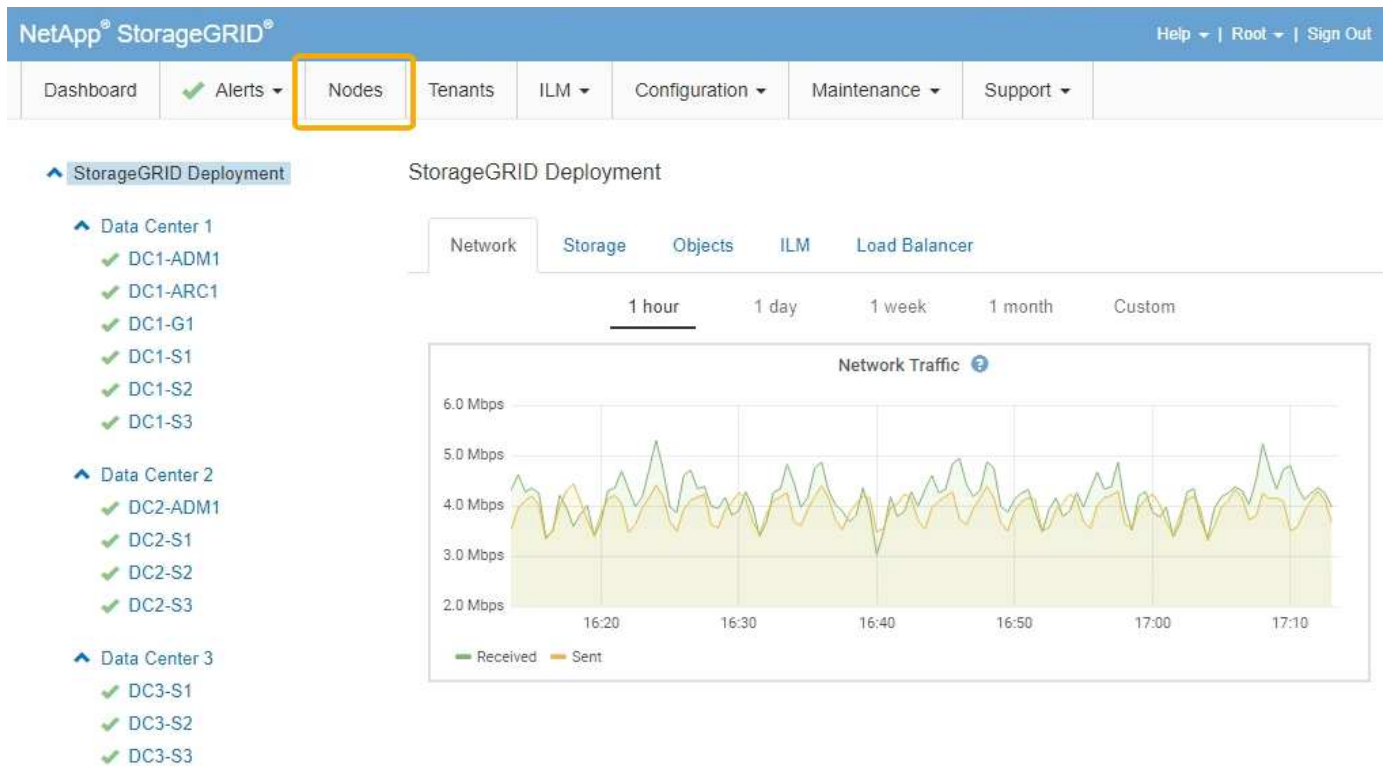 NetApp® StorageGRID®
Help | Root | Sign Out
Dashboard Alerts Nodes Tenants ILM Configuration Maintenance Support
StorageGRID Deployment
Data Center 1
DC1-ADM1
DC1-ARC1
DC1-G1
DC1-S1
DC1-S2
DC1-S3
Data Center 2
DC2-ADM1
DC2-S1
DC2-S2
DC2-S3
Data Center 3
DC3-S1
DC3-S2
DC3-S3
StorageGRID Deployment
Network Storage Objects ILM Load Balancer
1 hour 1 day 1 week 1 month Custom
Network Traffic ?
6.0 Mbps
5.0 Mbps
4.0 Mbps
3.0 Mbps
2.0 Mbps
16:20 16:30 16:40 16:50 17:00 17:10
Received Sent